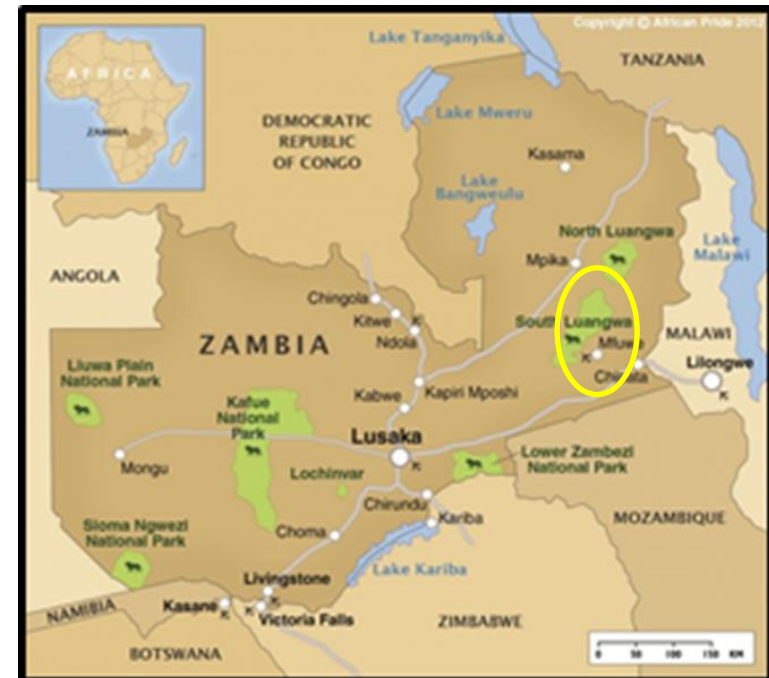 Copyright © African Pride 2012
Lake Tanganyika
TANZANIA
AFRICA
ZAMBIA
DEMOCRATIC
REPUBLIC
OF CONGO
Lake Mweru
Kasama
Lake
Bangweulu
North Luangwa
Lake
Malawi
Mpika
ANGOLA
Chingola
Kitwe
Ndola
South Luangwa
Mfuwe
MALAWI
ZAMBIA
Lilongwe
Chipata
Liuwa Plain
National Park
Kafue
National
Park
Kabwe
Kapiri Mposhi
Lusaka
Mongu
Lochinvar
Lower Zambezi
National Park
Chirundu
Kariba
MOZAMBIQUE
Sioma Ngwezi
National Park
Choma
Lake Kariba
Livingstone
NAMIBIA
Kasane
Victoria Falls
ZIMBABWE
BOTSWANA
0 50 100 150 KM